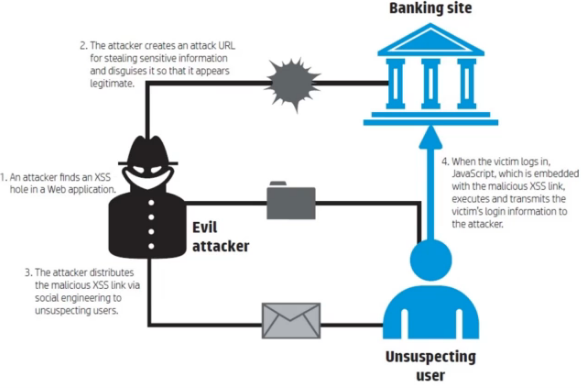 Banking site
2. The attacker creates an attack URL
for stealing sensitive information
and disguises it so that it appears
legitimate.
1. An attacker finds an XSS
hole in a Web application.
4. When the victim logs in,
JavaScript, which is embedded
with the malicious XSS link,
executes and transmits the
victim's login information to
the attacker.
Evil
attacker
3. The attacker distributes
the malicious XSS link via
social engineering to
unsuspecting users.
Unsuspecting
user